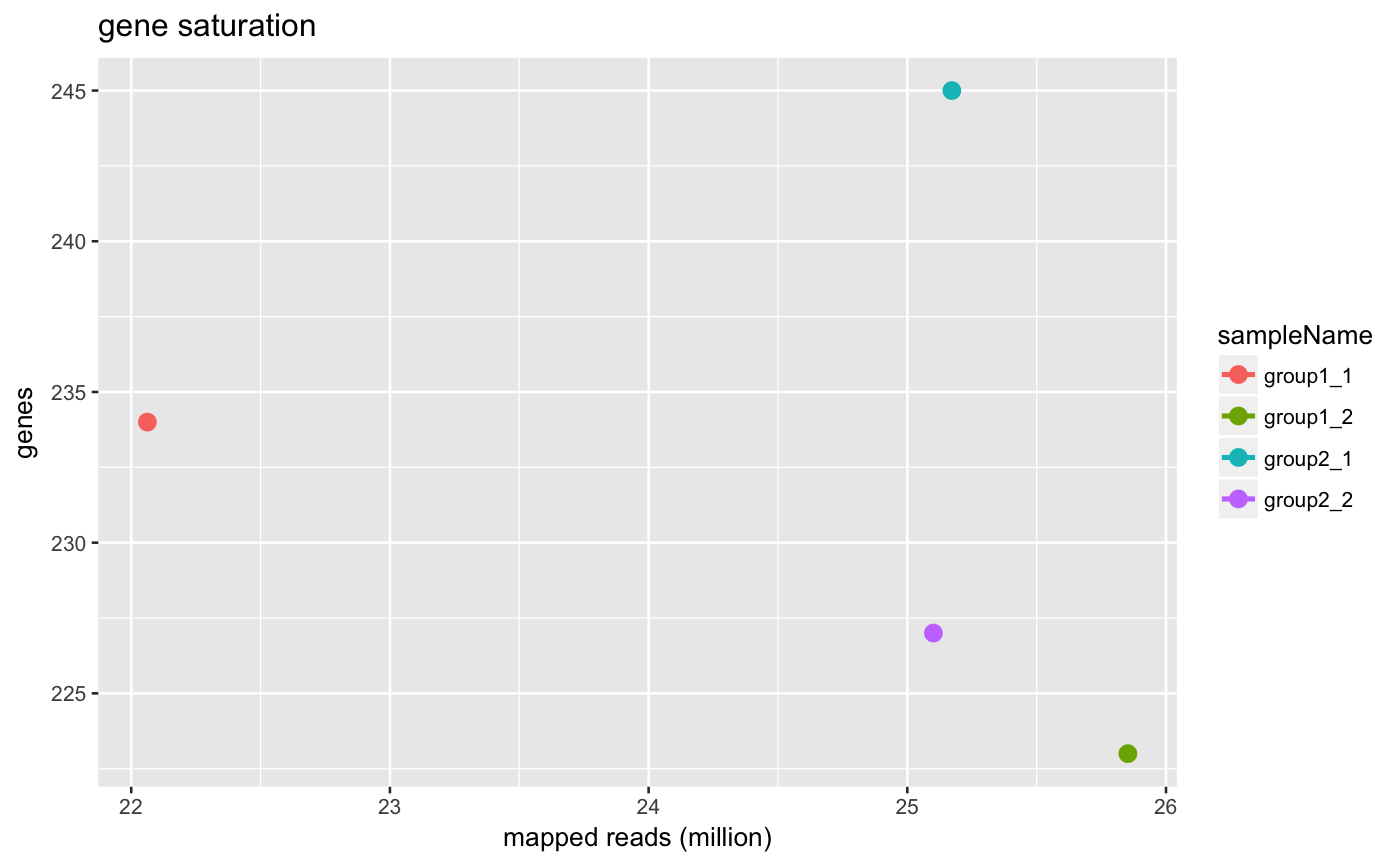 gene saturation
245
240
235
230
225
genes
22
23
24
25
26
mapped reads (million)
sampleName
group1_1
group1_2
group2_1
group2_2